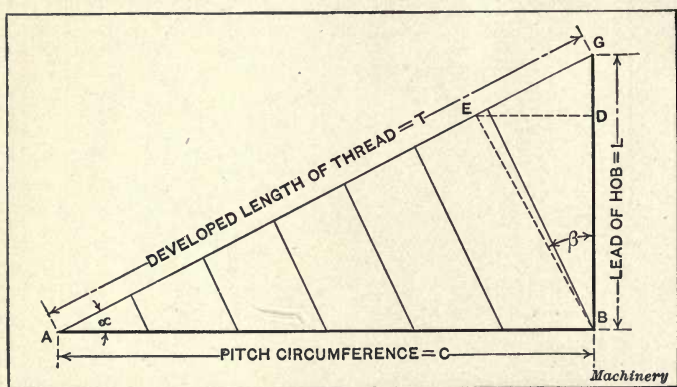 G
E
D
DEVELOPED LENGTH OF THREAD = T
LEAD OF HOB = L
β
α
A
B
PITCH CIRCUMFERENCE = C
Machinery